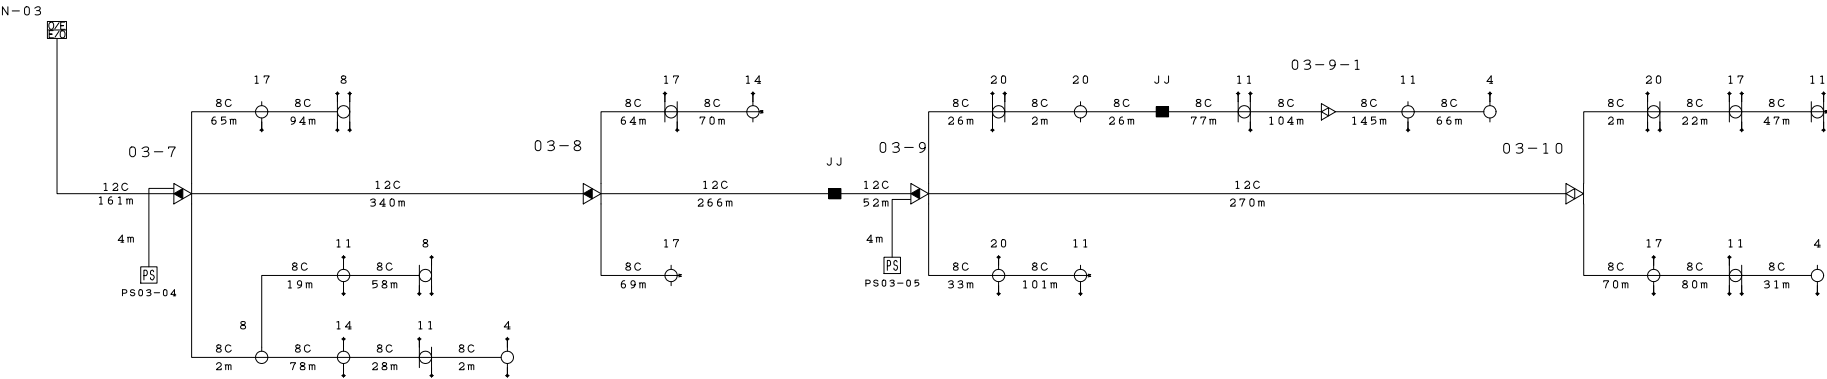 N-03
O/E
E/O
03-9-1
17 8 17 14 20 20 JJ 11 11 4 20 17 11
8C 8C 8C 8C 8C 8C 8C 8C 8C 8C 8C 8C 8C 8C
65m 94m 64m 70m 26m 2m 26m 77m 104m 145m 66m 2m 22m 47m
03-7 03-8 JJ 03-9 03-10
12C 12C 12C 12C 12C
161m 340m 266m 52m 270m
4m 11 8 17 4m 20 11 17 11 4
PS 8C 8C 8C PS 8C 8C 8C 8C 8C
19m 58m 69m 33m 101m 70m 80m 31m
PS03-04 PS03-05
8 14 11 4
8C 8C 8C 8C
2m 78m 28m 2m